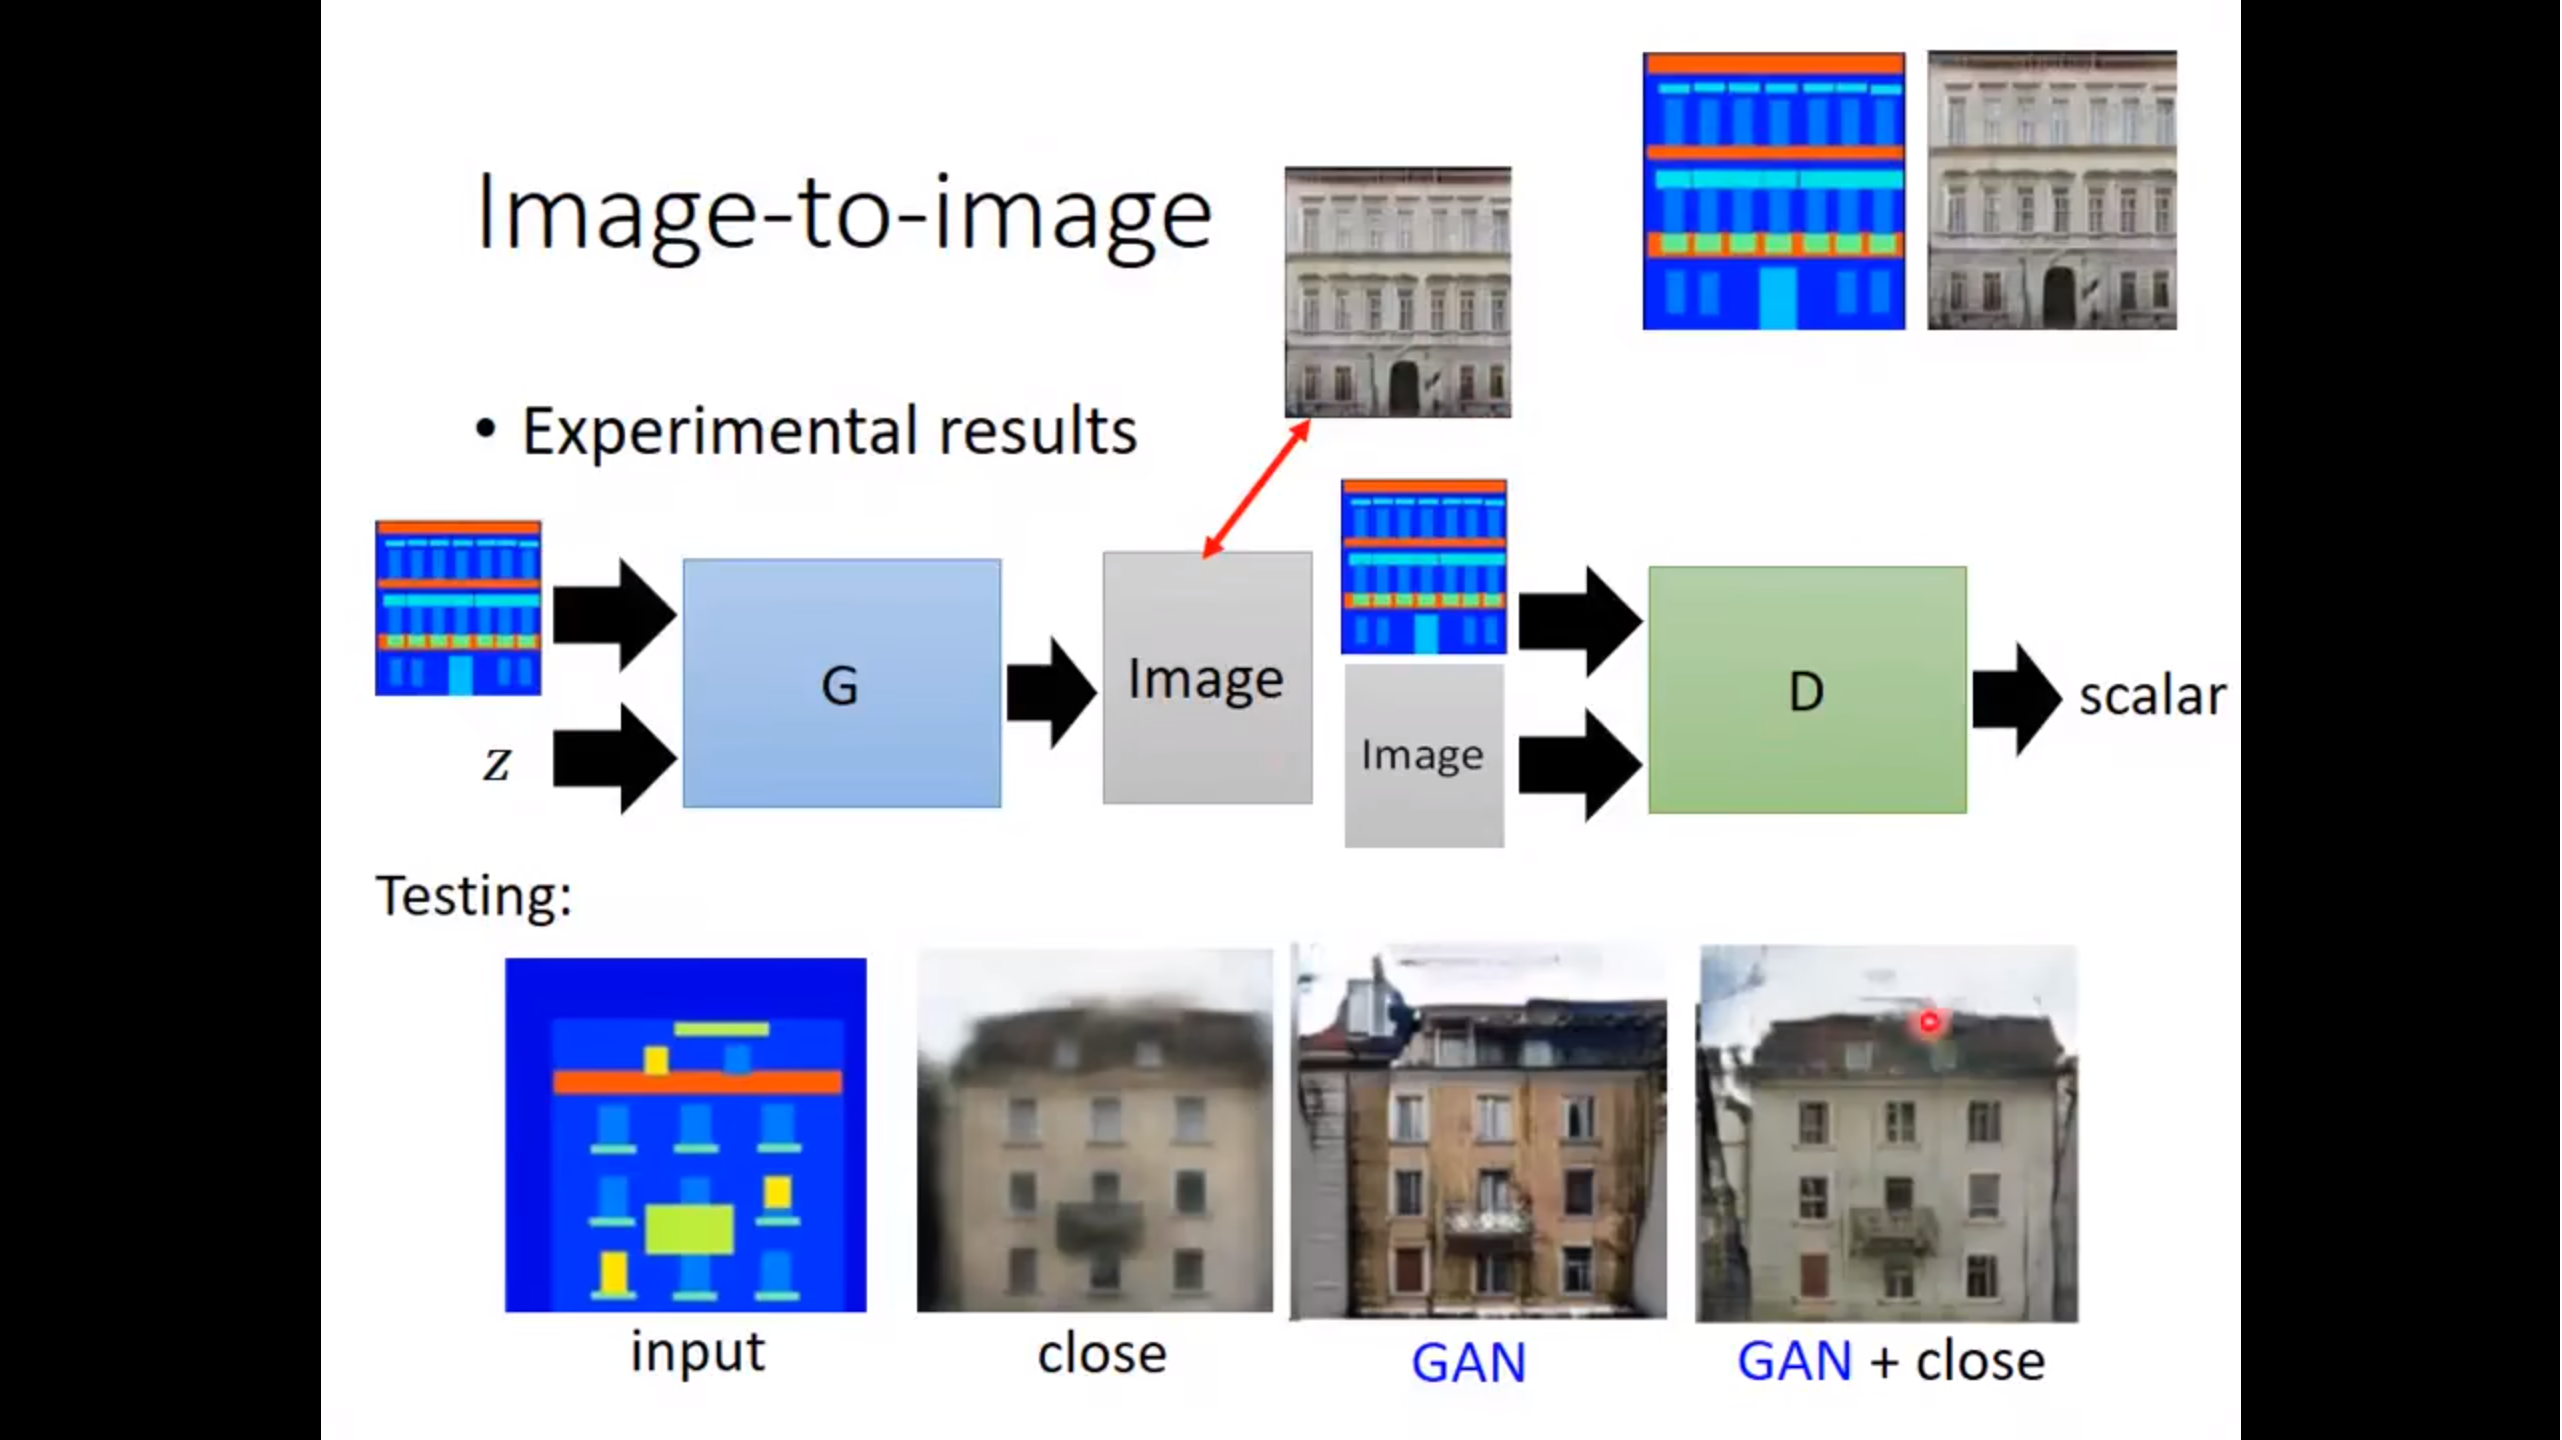 Image-to-image
• Experimental results
G
Image
Image
D
scalar
z
Testing:
input
close
GAN
GAN + close